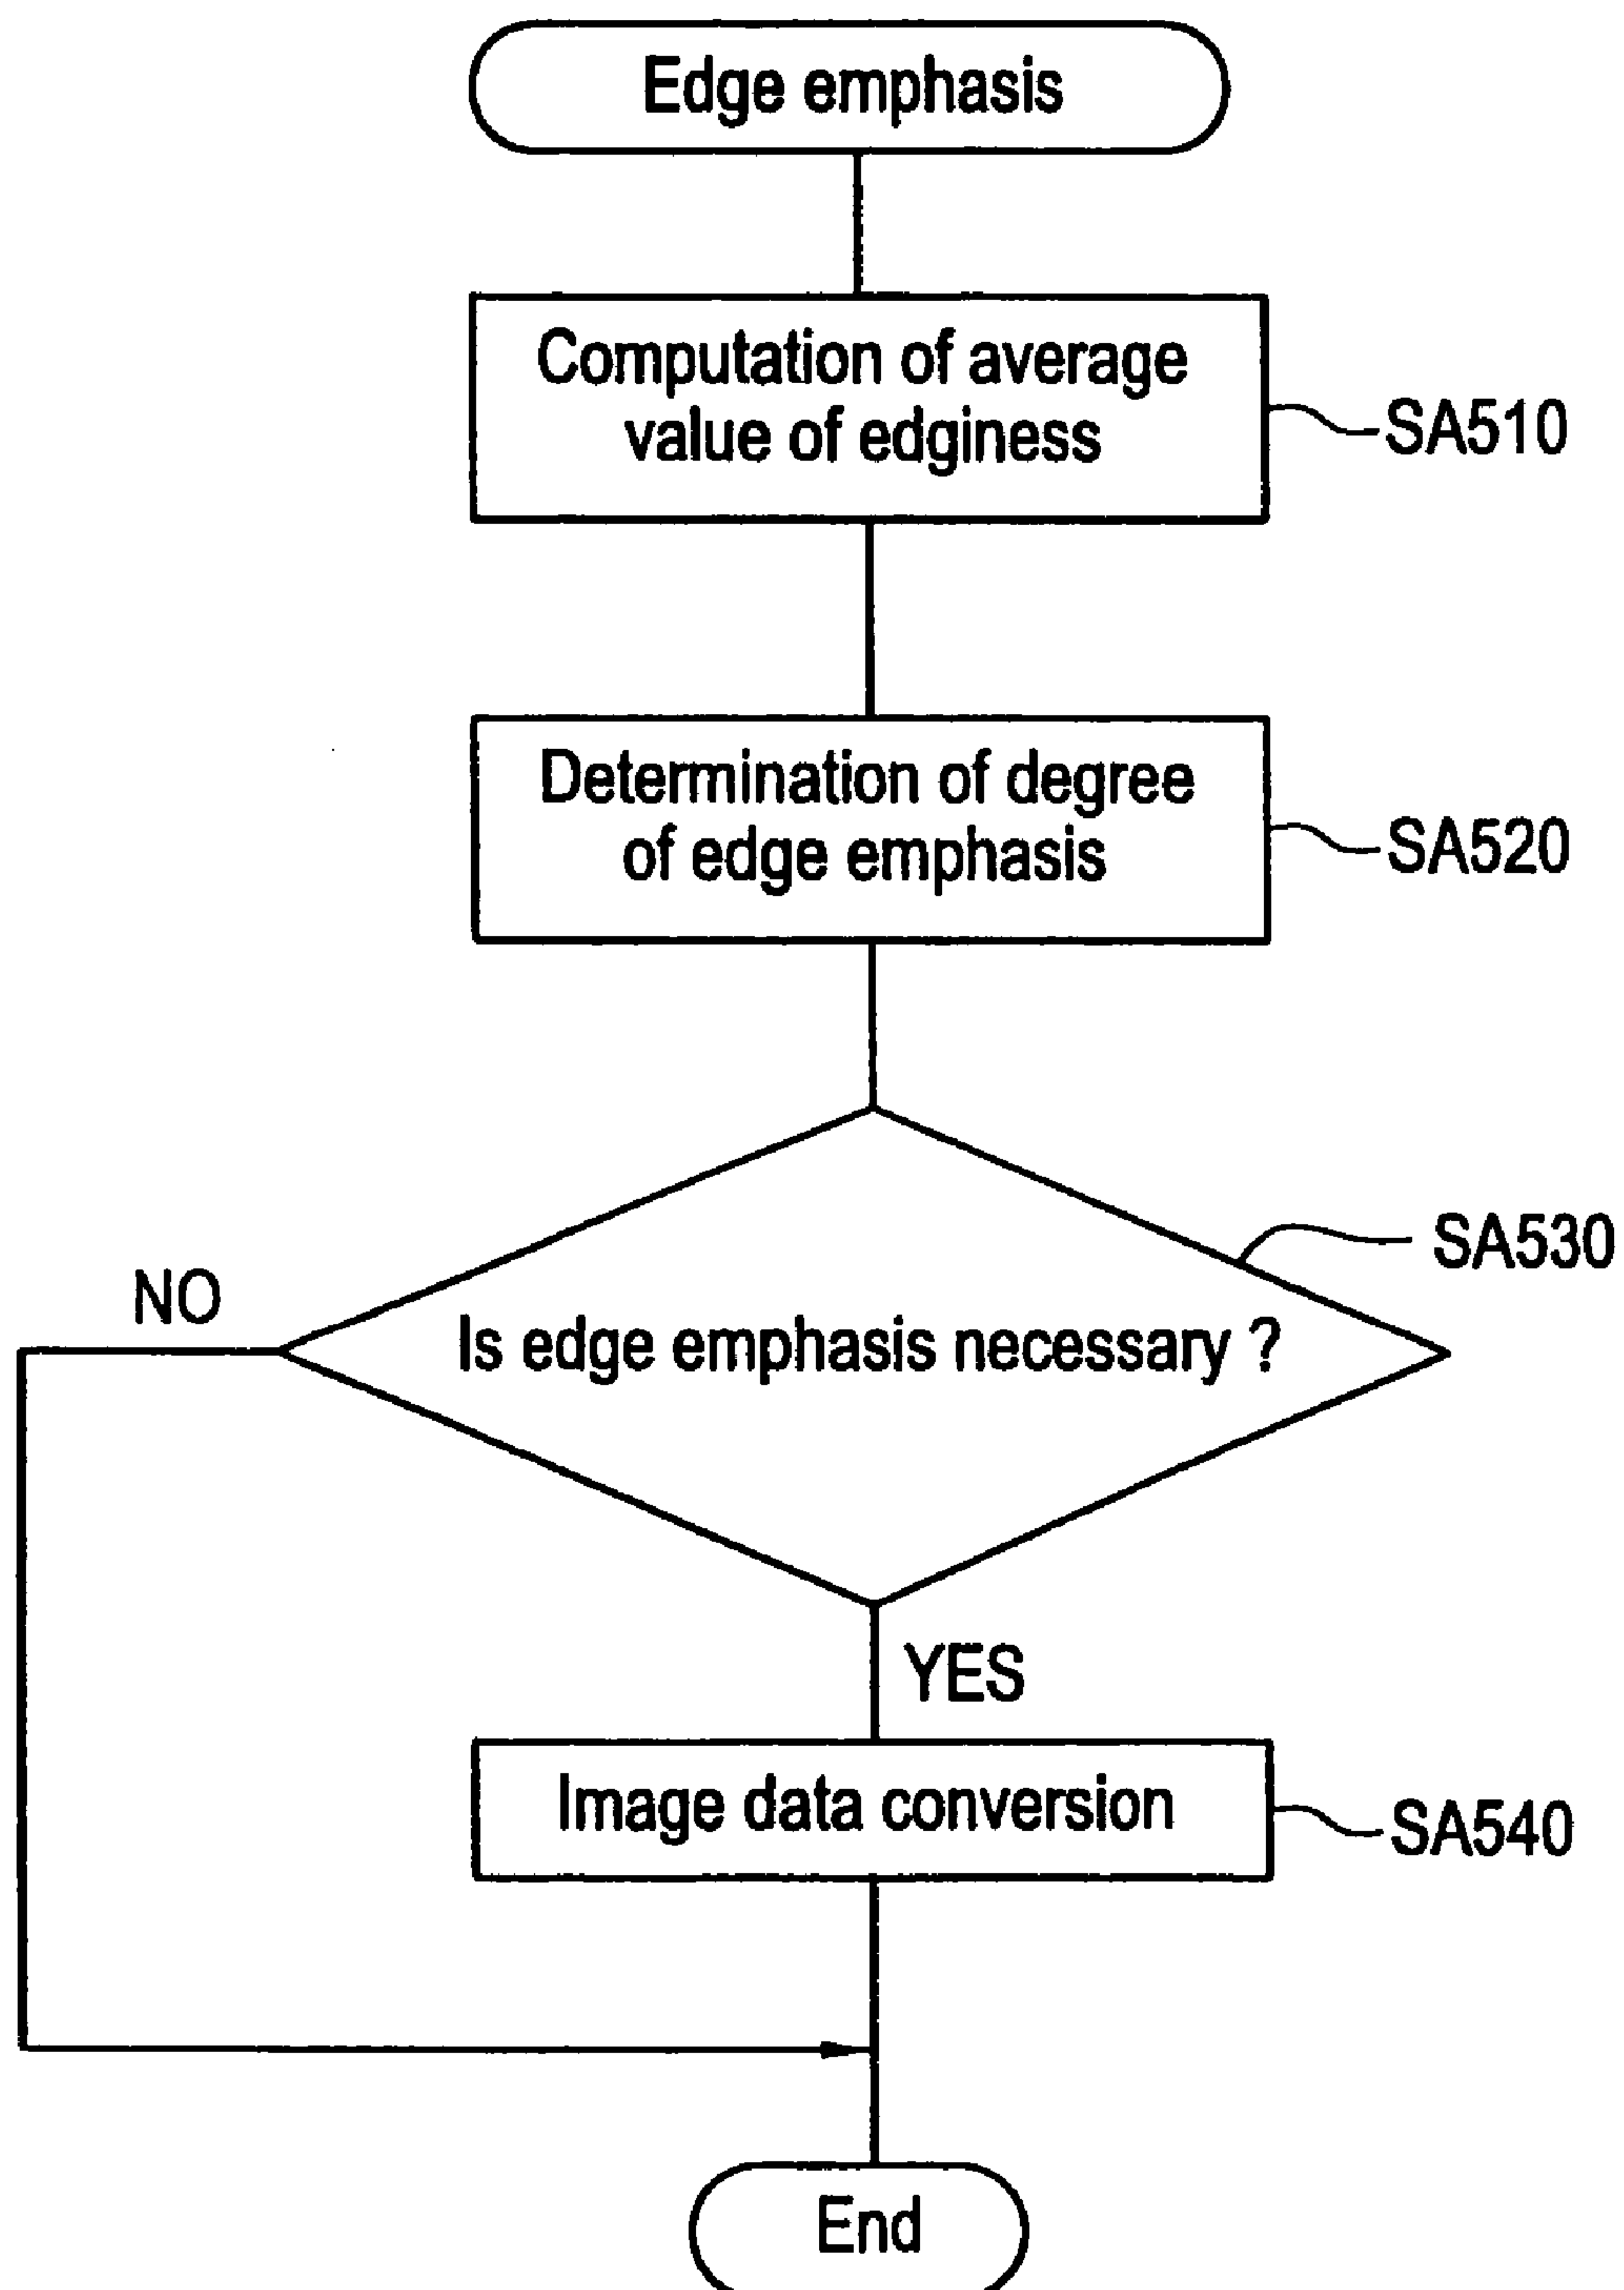 Edge emphasis
Computation of average
value of edginess
SA510
Determination of degree
of edge emphasis
SA520
SA530
NO
Is edge emphasis necessary ?
YES
Image data conversion
SA540
End